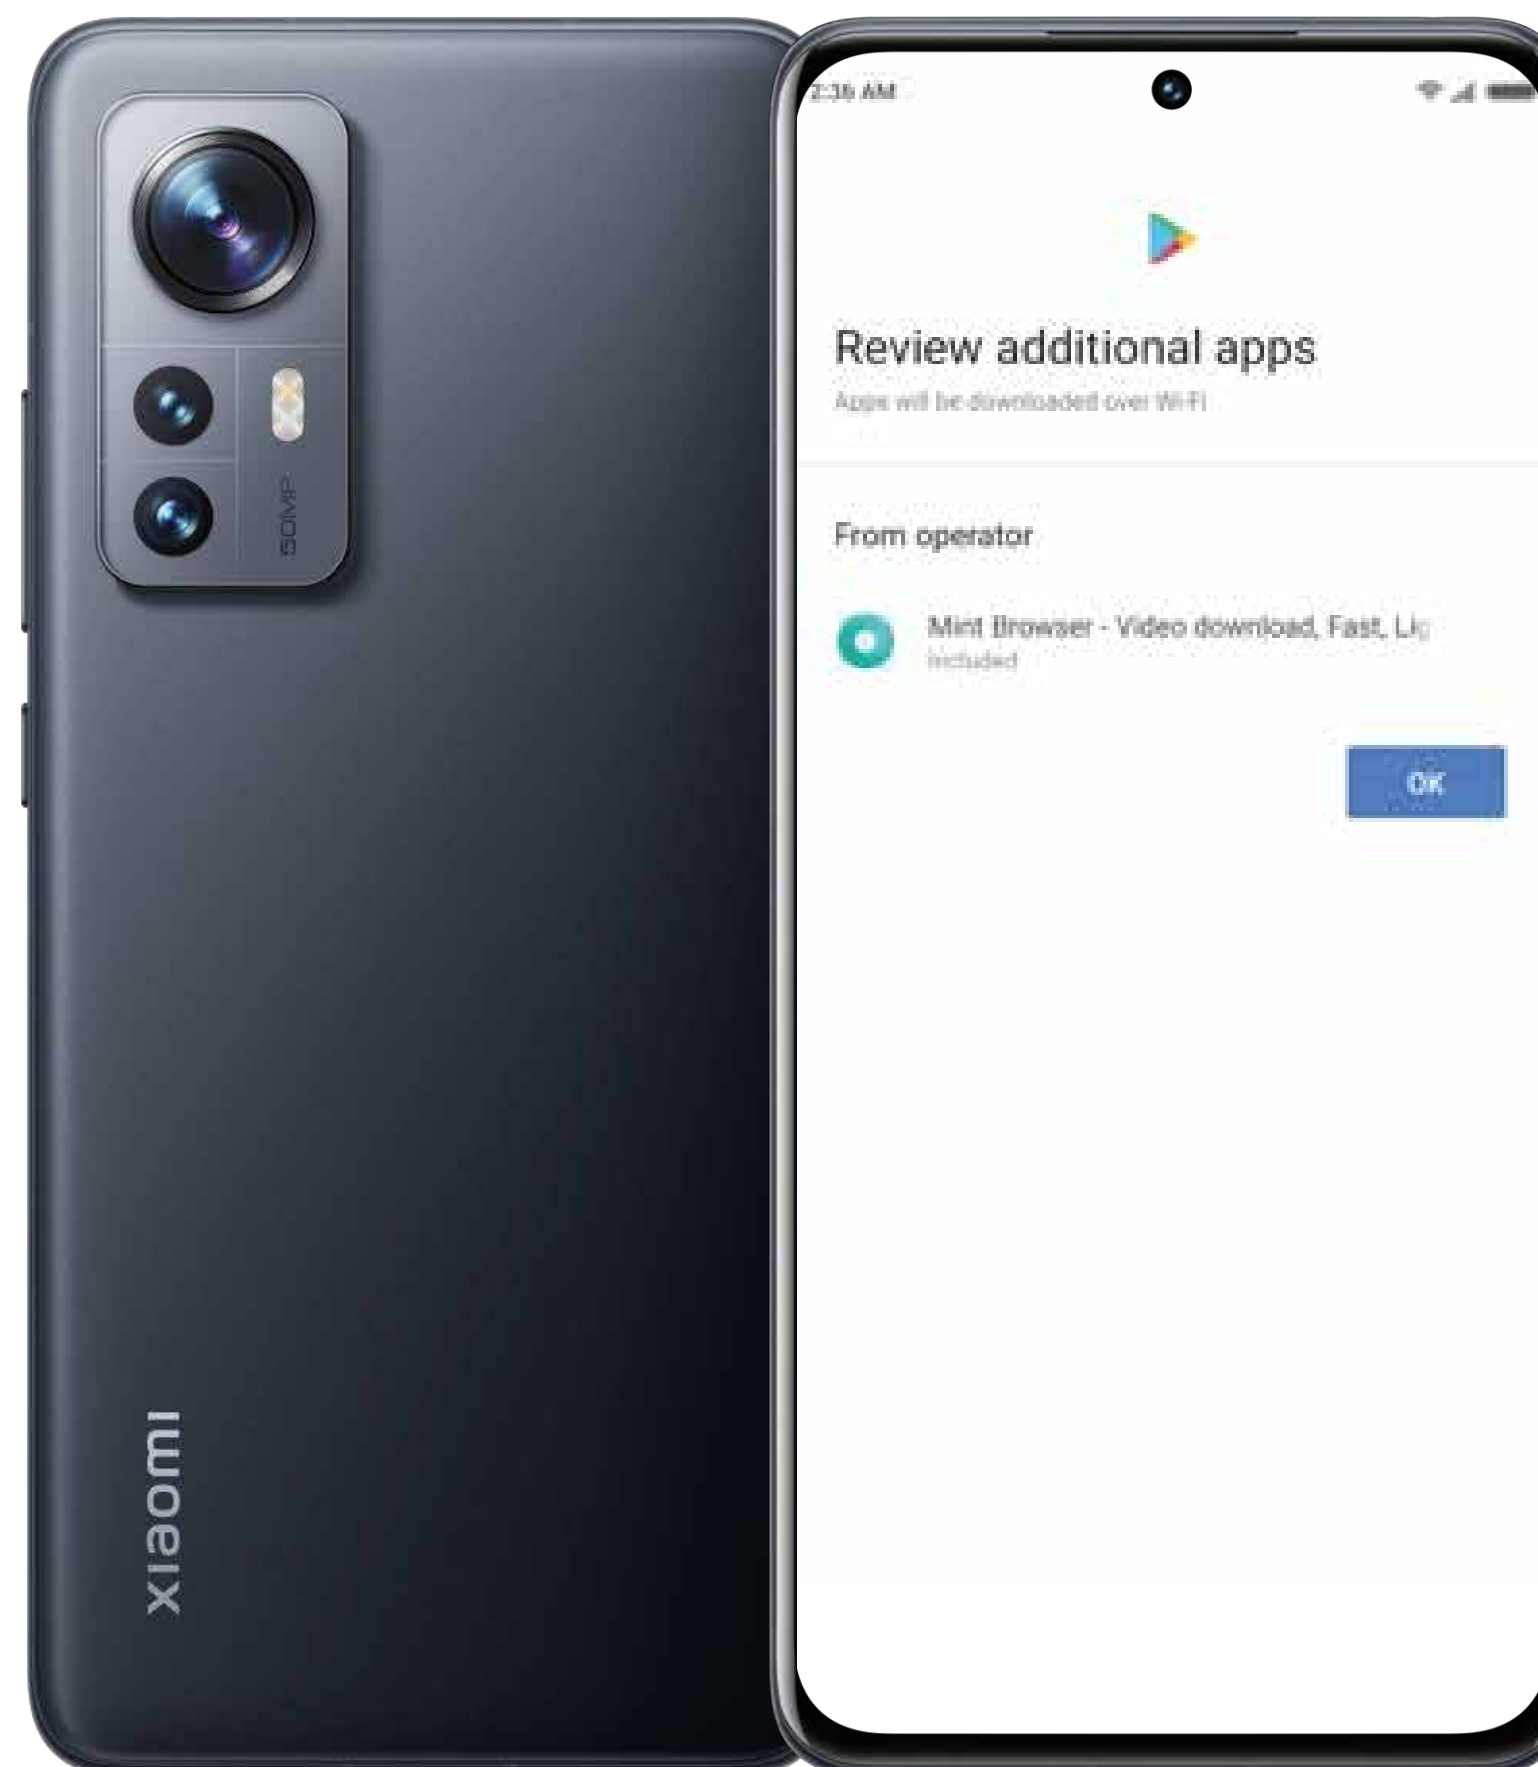 50MP
xiaomi
2:36 AM
Review additional apps
Apps will be downloaded over Wi-Fi
From operator
Mint Browser - Video download, Fast, Lig
Included
OK